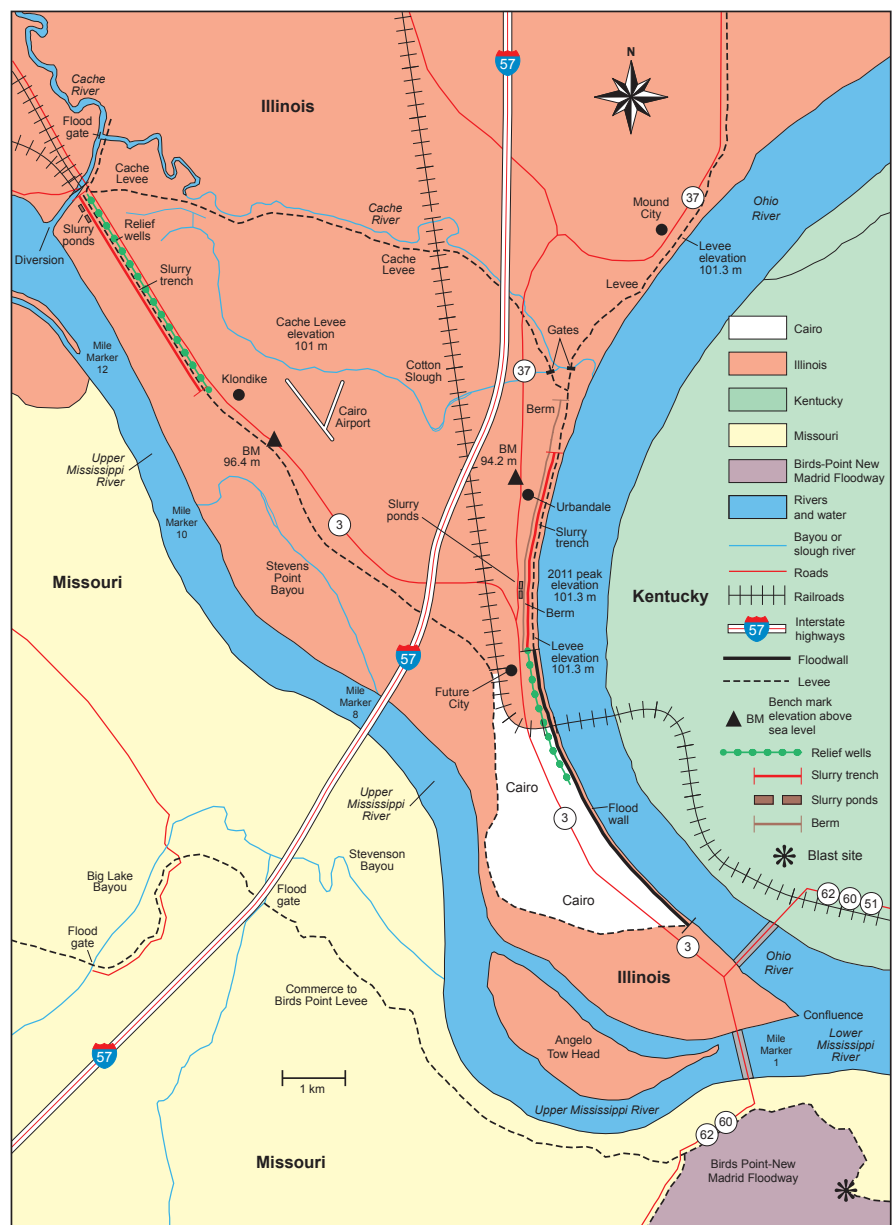 57
N
Cache
River
Illinois
Flood
gate
Cache
Levee
Cache
River
Mound
City
37
Ohio
River
Slurry
ponds
Relief
wells
Diversion
Cache
Levee
Levee
elevation
101.3 m
Levee
Slurry
trench
Cache Levee
elevation
101 m
Gates
Mile
Marker
12
Klondike
Cotton
Slough
37
Cairo
Airport
Berm
BM
96.4 m
BM
94.2 m
Upper
Mississippi
River
Urbandale
Slurry
ponds
Mile
Marker
10
3
Slurry
trench
Stevens
Point
Bayou
2011 peak
elevation
101.3 m
Missouri
Berm
Kentucky
57
Levee
elevation
101.3 m
Future
City
Mile
Marker
8
Cairo
Upper
Mississippi
River
3
Flood
wall
Stevenson
Bayou
Big Lake
Bayou
Flood
gate
Cairo
62
60
51
Flood
gate
3
Ohio
River
Illinois
Commerce to
Birds Point Levee
Confluence
57
Angelo
Tow Head
Mile
Marker
1
Lower
Mississippi
River
1 km
Upper Mississippi River
62
60
Missouri
Birds Point-New
Madrid Floodway
Cairo
Illinois
Kentucky
Missouri
Birds-Point New
Madrid Floodway
Rivers
and water
Bayou or
slough river
Roads
Railroads
57
Interstate
highways
Floodwall
Levee
BM
Bench mark
elevation above
sea level
Relief wells
Slurry trench
Slurry ponds
Berm
Blast site